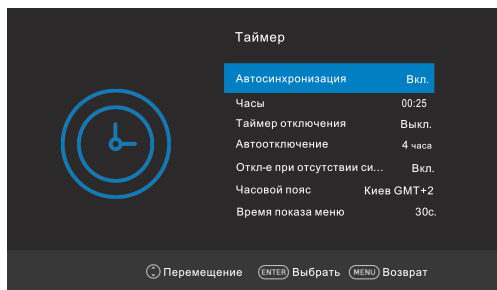 Таймер
Автосинхронизация Вкл.
Часы 00:25
Таймер отключения Выкл.
Автоотключение 4 часа
Откл-е при отсутствии си... Вкл.
Часовой пояс Киев GMT+2
Время показа меню 30с.
Перемещение ENTER Выбрать MENU Возврат